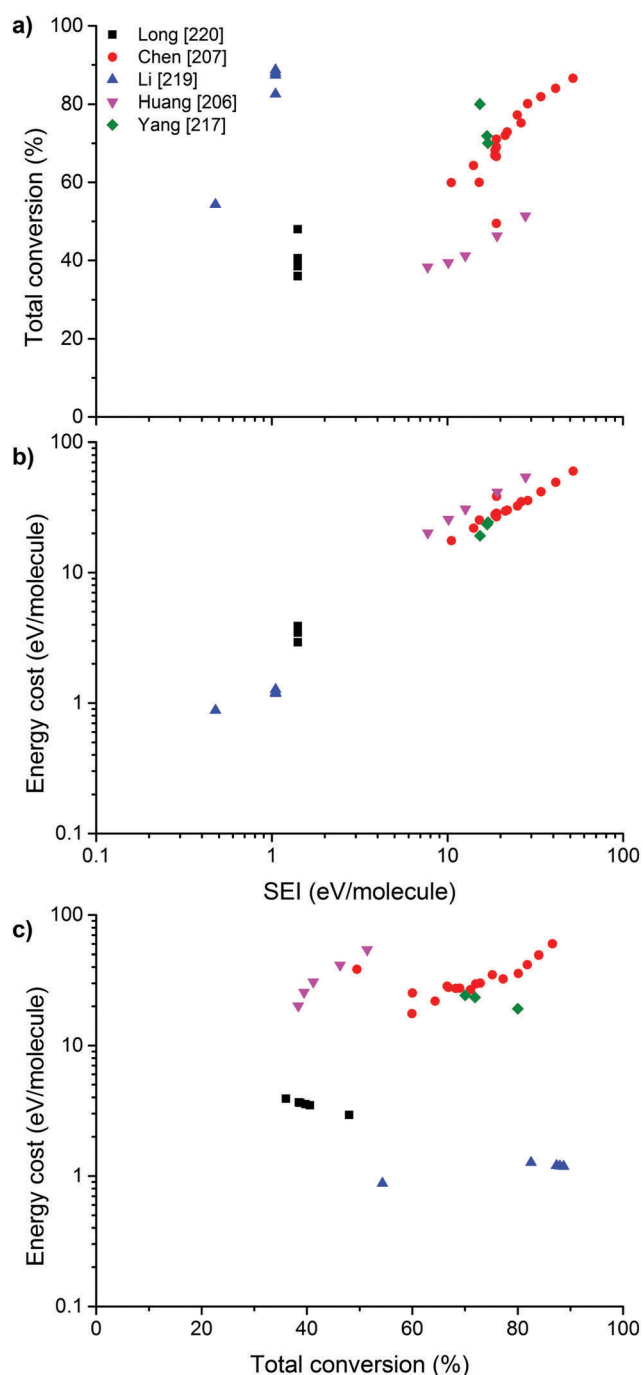 a)
100
Long [220]
Chen [207]
Li [219]
Huang [206]
Yang [217]
80
60
40
20
0
Total conversion (%)
b)
100
10
1
0.1
Energy cost (eV/molecule)
0.1
1
10
100
SEI (eV/molecule)
c)
100
10
1
0.1
Energy cost (eV/molecule)
0
20
40
60
80
100
Total conversion (%)